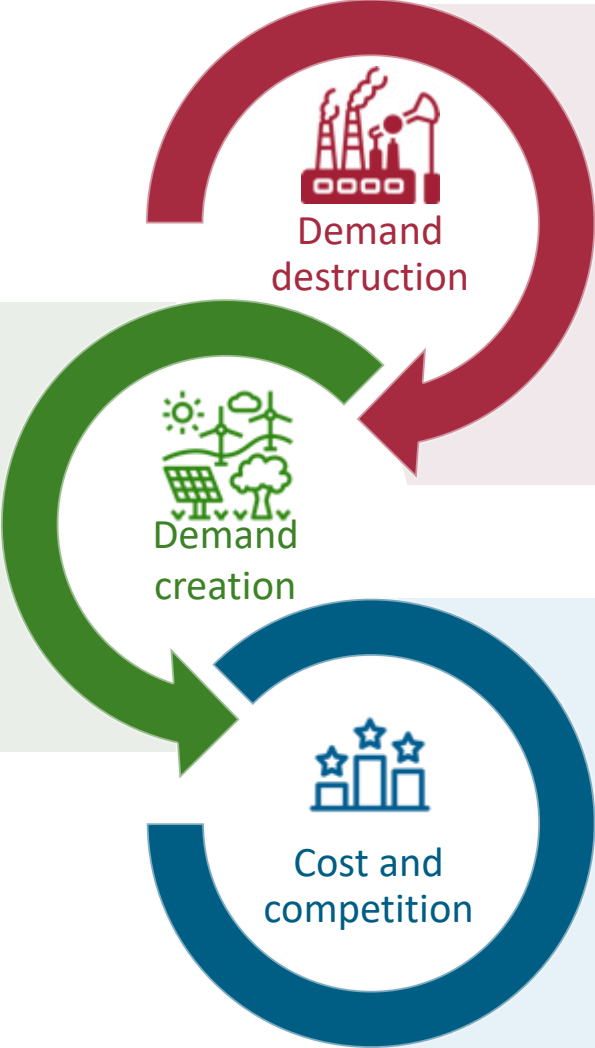 Demand
destruction
Demand
creation
Cost and
competition